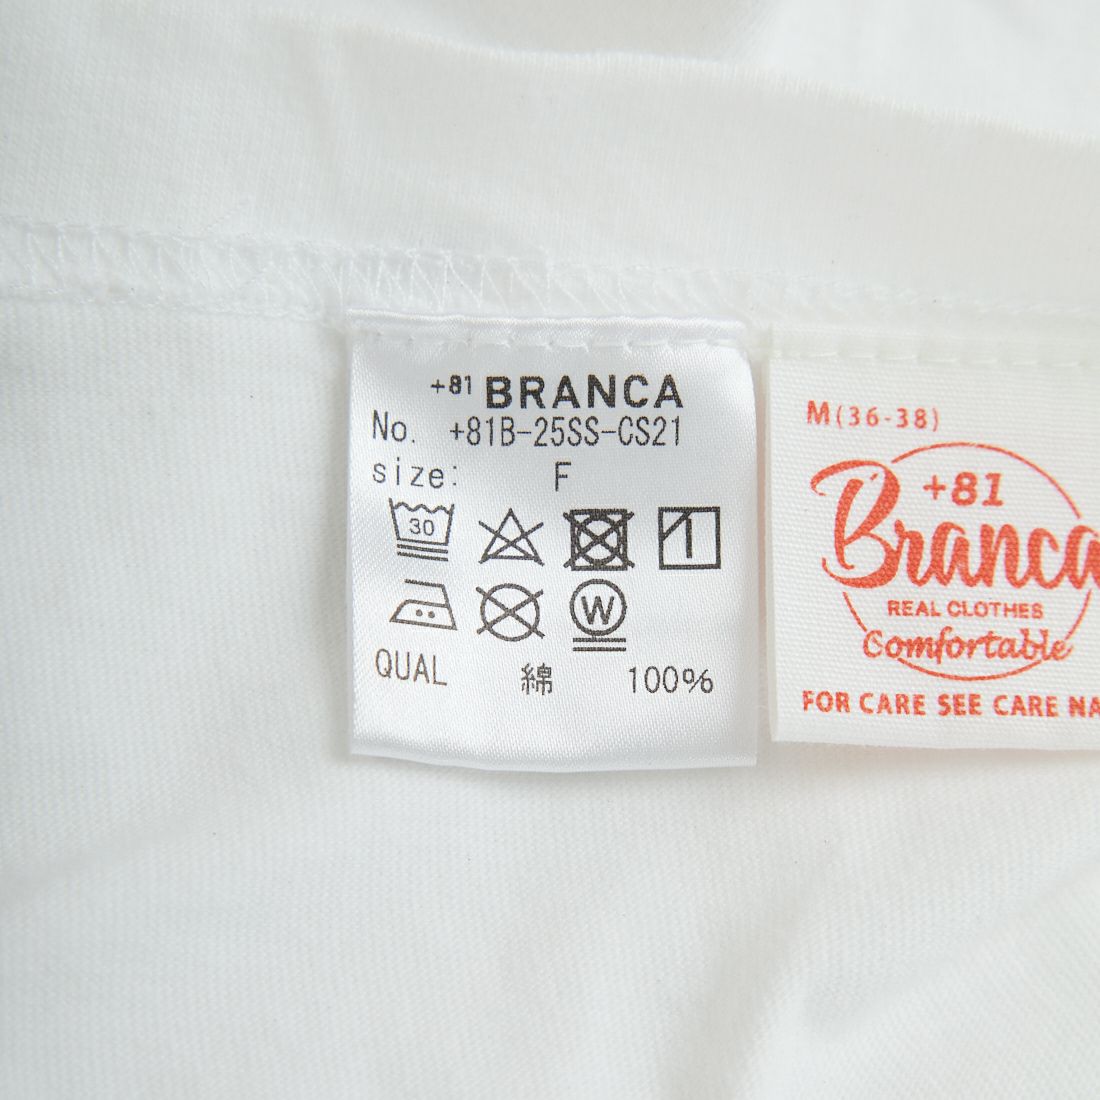 +81 BRANCA
No. +81B-25SS-CS21
size: F
30
W
QUAL 綿 100%
M(36-38)
+81
Branca
REAL CLOTHES
Comfortable
FOR CARE SEE CARE NA